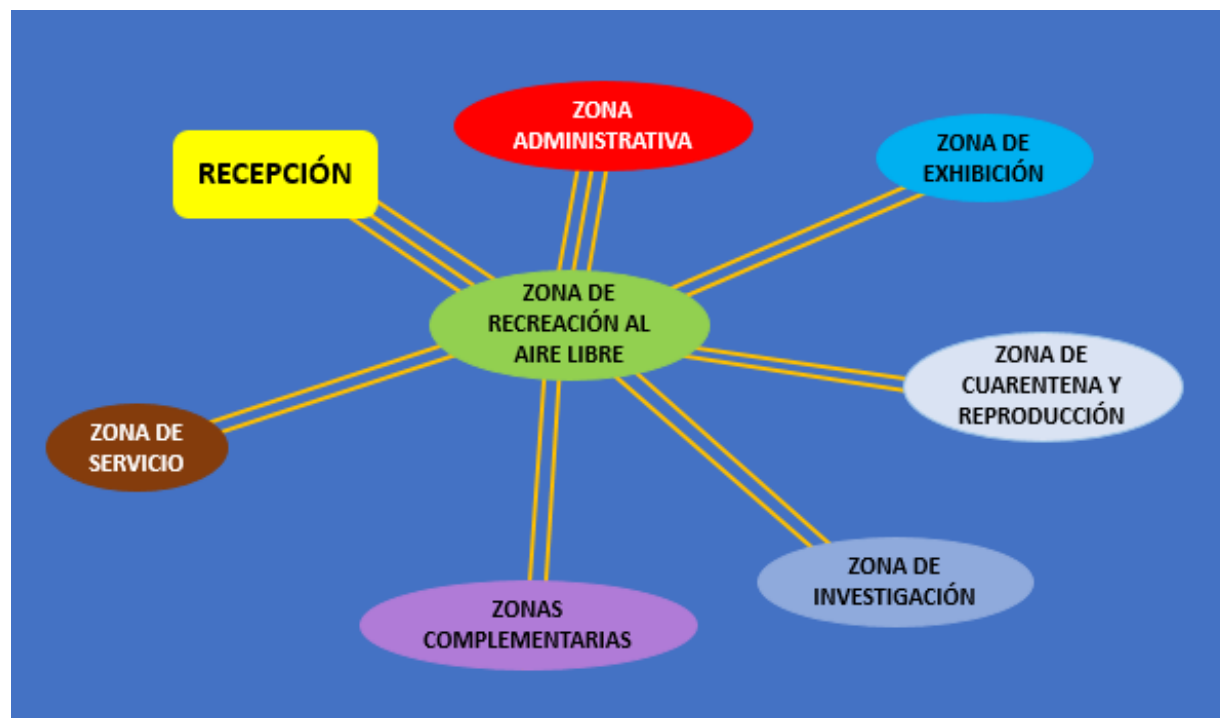 RECEPCIÓN
ZONA
ADMINISTRATIVA
ZONA DE
EXHIBICIÓN
ZONA DE
RECREACIÓN AL
AIRE LIBRE
ZONA DE
CUARENTENA Y
REPRODUCCIÓN
ZONA DE
SERVICIO
ZONA DE
INVESTIGACIÓN
ZONAS
COMPLEMENTARIAS